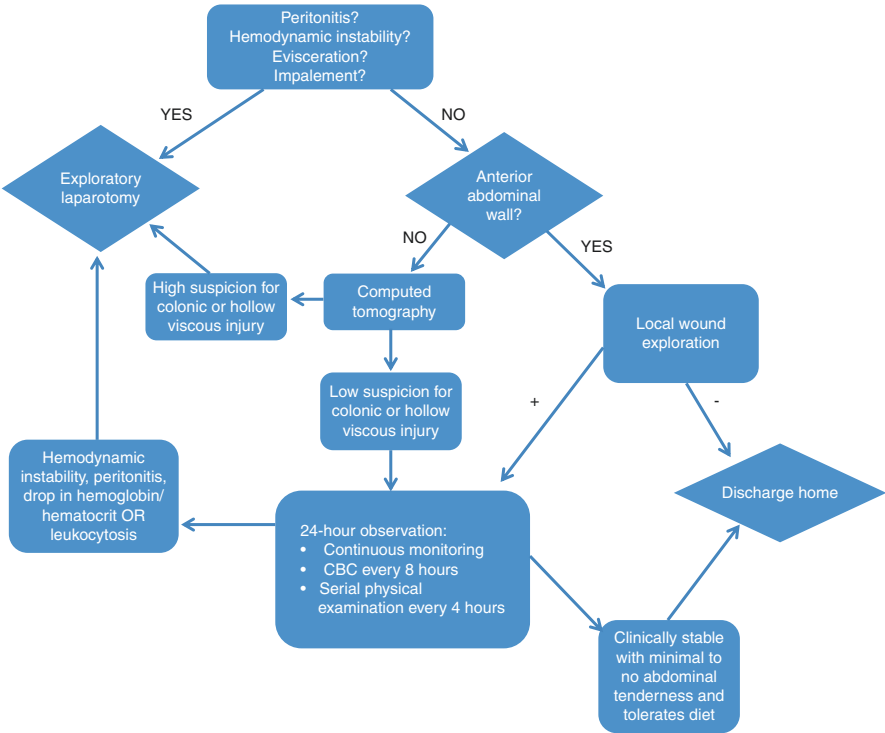 Peritonitis?
Hemodynamic instability?
Evisceration?
Impalement?
YES
NO
Exploratory
laparotomy
Anterior
abdominal
wall?
NO
YES
High suspicion for
colonic or hollow
viscous injury
Computed
tomography
Local wound
exploration
Low suspicion for
colonic or hollow
viscous injury
+
-
Hemodynamic
instability, peritonitis,
drop in hemoglobin/
hematocrit OR
leukocytosis
Discharge home
24-hour observation:
• Continuous monitoring
• CBC every 8 hours
• Serial physical
examination every 4 hours
Clinically stable
with minimal to
no abdominal
tenderness and
tolerates diet